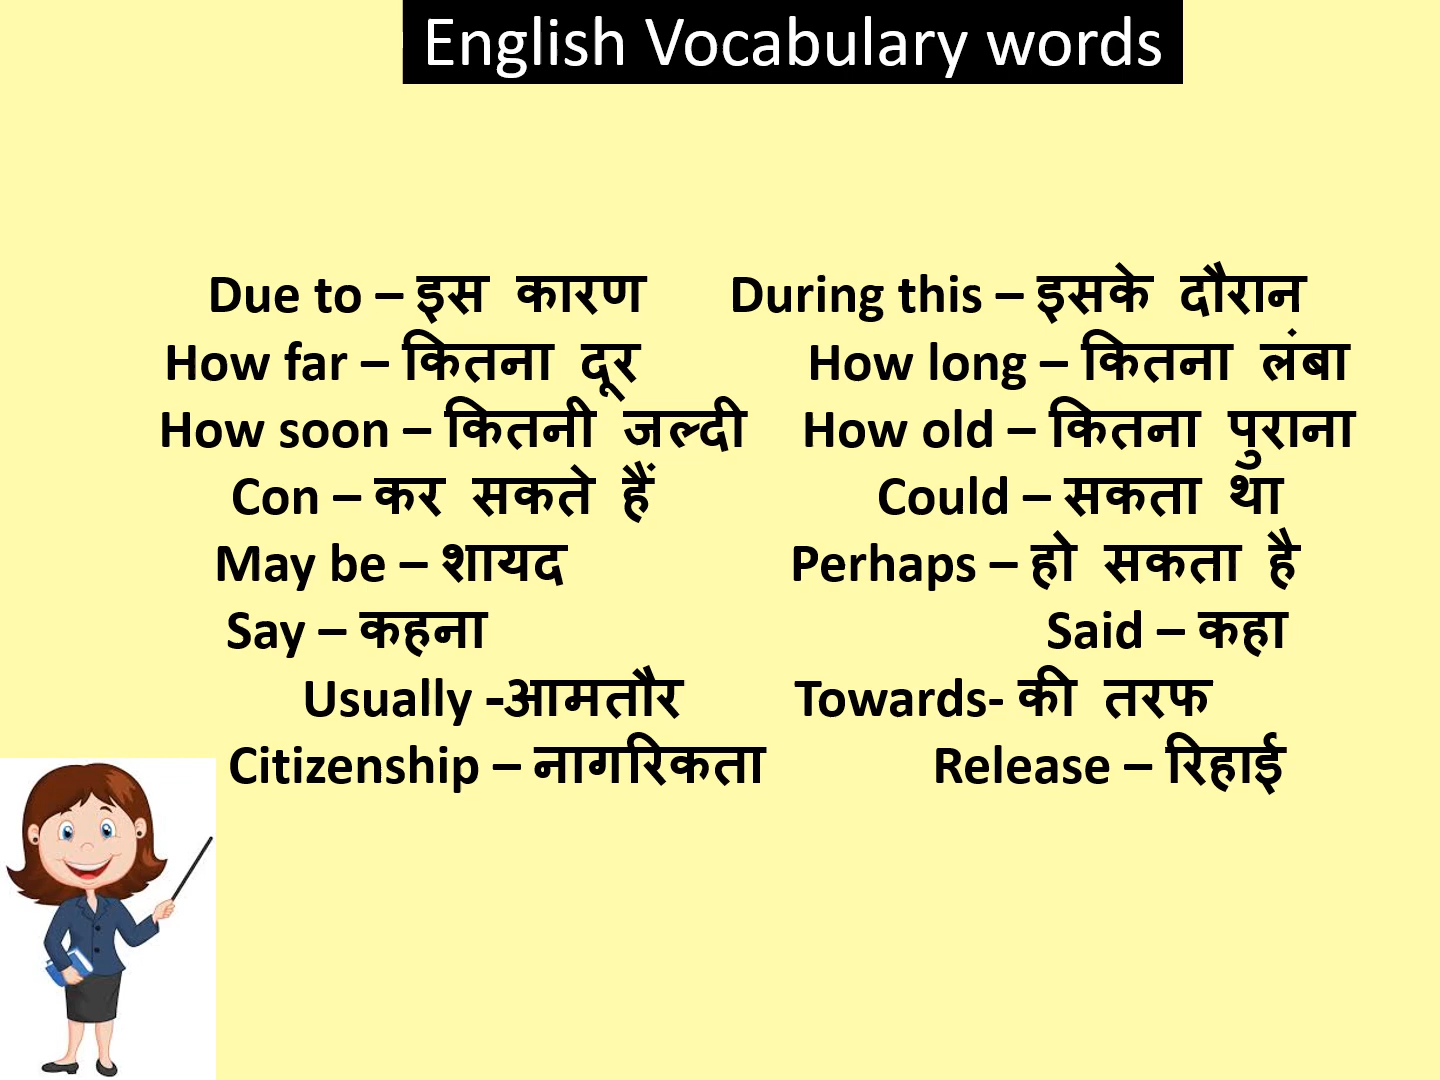 English Vocabulary words
Due to – इस कारण During this – इसके दौरान
How far – कितना दूर How long – कितना लंबा
How soon – कितनी जल्दी How old – कितना पुराना
Con – कर सकते हैं Could – सकता था
May be – शायद Perhaps – हो सकता है
Say – कहना Said – कहा
Usually -आमतौर Towards- की तरफ
Citizenship – नागरिकता Release – रिहाई